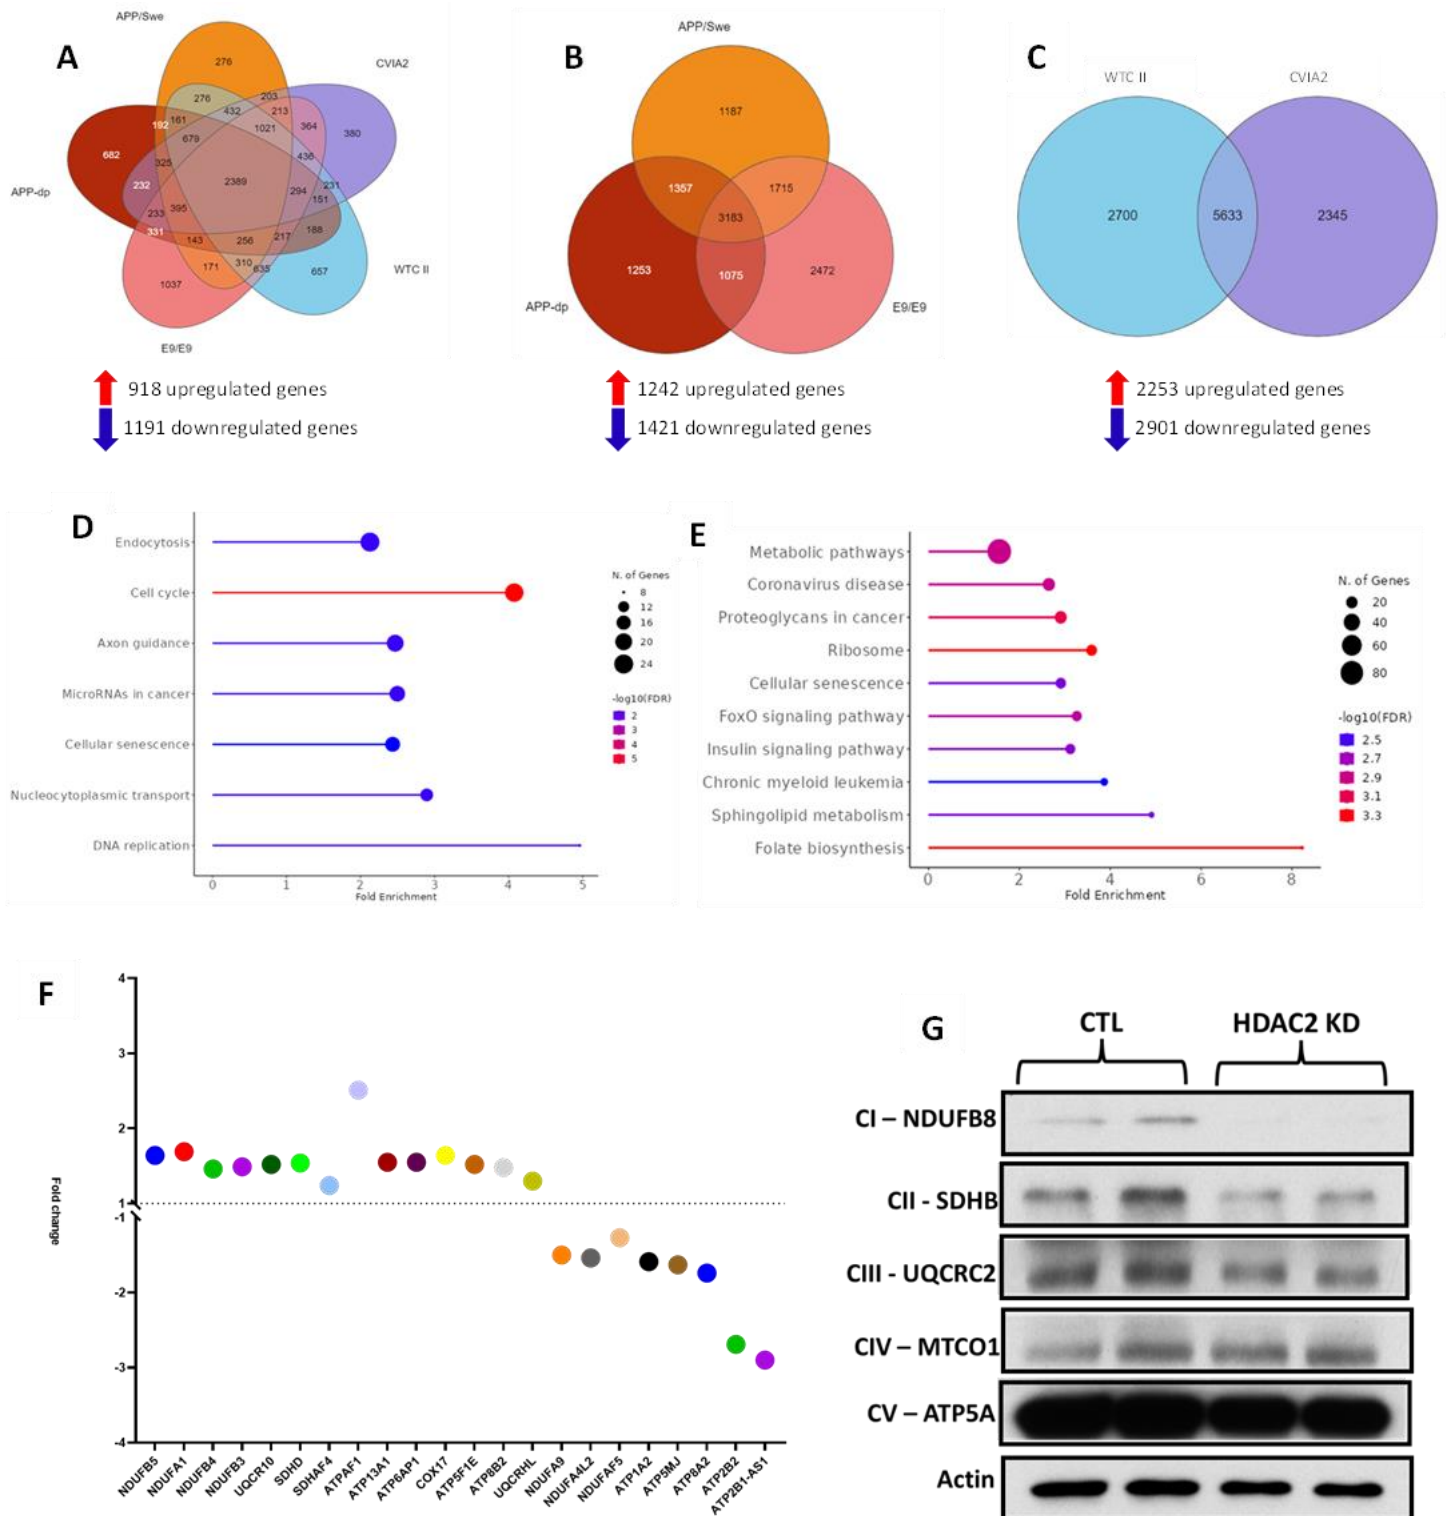 A
APP/Swe
CVIA2
APP-dp
WTC II
E9/E9
276
276
203
432
213
364
380
192
161
1021
682
679
436
325
232
2389
294
231
151
233
395
331
143
256
217
188
171
310
635
657
1037
918 upregulated genes
1191 downregulated genes
B
APP/Swe
1187
1357
1715
3183
1253
1075
2472
APP-dp
E9/E9
1242 upregulated genes
1421 downregulated genes
C
WTC II
CVIA2
2700
5633
2345
2253 upregulated genes
2901 downregulated genes
D
Endocytosis
Cell cycle
Axon guidance
MicroRNAs in cancer
Cellular senescence
Nucleocytoplasmic transport
DNA replication
0 1 2 3 4 5
Fold Enrichment
N. of Genes
8
12
16
20
24
-log10(FDR)
2
3
4
5
E
Metabolic pathways
Coronavirus disease
Proteoglycans in cancer
Ribosome
Cellular senescence
FoxO signaling pathway
Insulin signaling pathway
Chronic myeloid leukemia
Sphingolipid metabolism
Folate biosynthesis
0 2 4 6 8
Fold Enrichment
N. of Genes
20
40
60
80
-log10(FDR)
2.5
2.7
2.9
3.1
3.3
F
Fold change
4
3
2
1
-1
-2
-3
-4
NDUFB5
NDUFA1
NDUFB4
NDUFB3
UQCR10
SDHD
SDHAF4
ATPAF1
ATP13A1
ATP6AP1
COX17
ATP5F1E
ATP8B2
UQCRHL
NDUFA9
NDUFA4L2
NDUFAF5
ATP1A2
ATP5MJ
ATP8A2
ATP2B2
ATP2B1-AS1
G
CTL HDAC2 KD
CI – NDUFB8
CII - SDHB
CIII - UQCRC2
CIV – MTCO1
CV – ATP5A
Actin